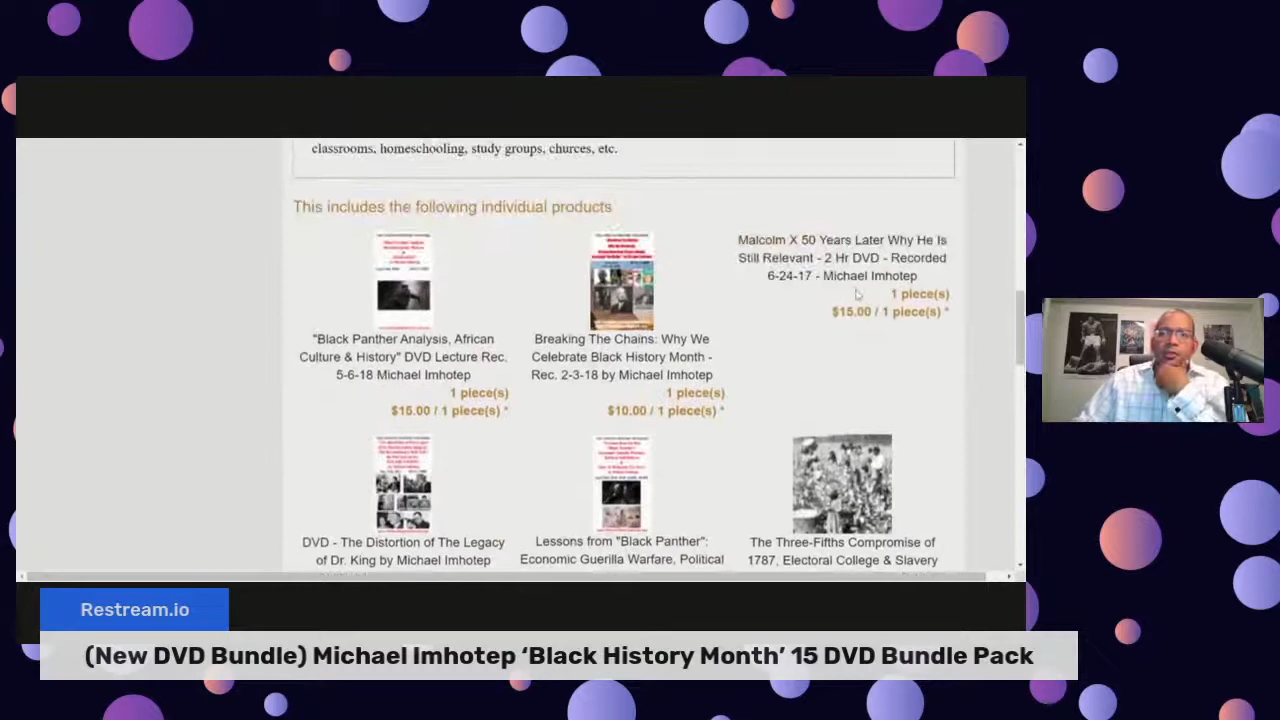 classrooms, homeschooling, study groups, churces, etc.
This includes the following individual products
"Black Panther Analysis, African
Culture & History" DVD Lecture Rec.
5-6-18 Michael Imhotep
1 piece(s)
$15.00 / 1 piece(s) *
Breaking The Chains: Why We
Celebrate Black History Month -
Rec. 2-3-18 by Michael Imhotep
1 piece(s)
$10.00 / 1 piece(s) *
Malcolm X 50 Years Later Why He Is
Still Relevant - 2 Hr DVD - Recorded
6-24-17 - Michael Imhotep
1 piece(s)
$15.00 / 1 piece(s) *
DVD - The Distortion of The Legacy
of Dr. King by Michael Imhotep
Lessons from "Black Panther":
Economic Guerilla Warfare, Political
The Three-Fifths Compromise of
1787, Electoral College & Slavery
Restream.io
(New DVD Bundle) Michael Imhotep ‘Black History Month’ 15 DVD Bundle Pack